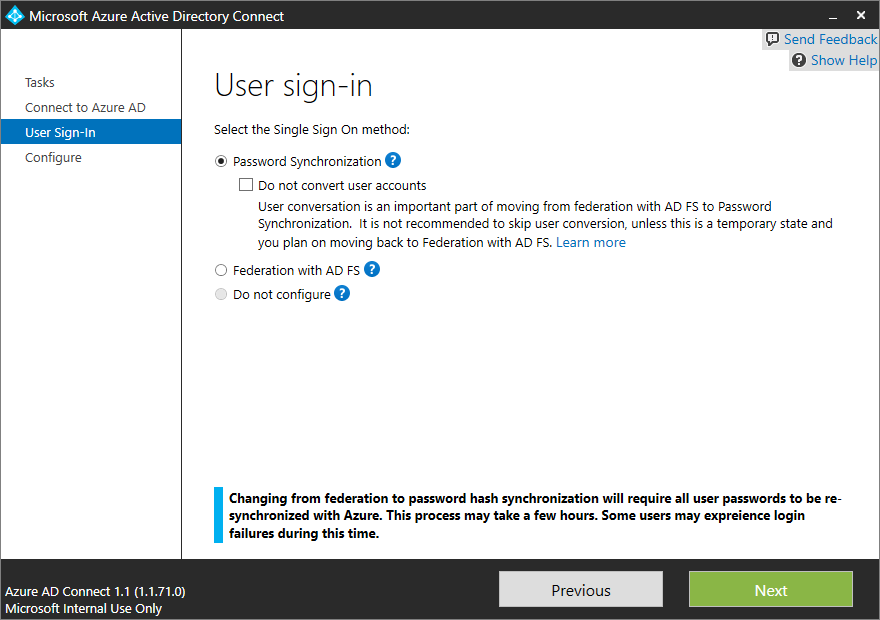 Microsoft Azure Active Directory Connect
Send Feedback
Show Help
Tasks
Connect to Azure AD
User Sign-In
Configure
User sign-in
Select the Single Sign On method:
Password Synchronization ?
Do not convert user accounts
User conversation is an important part of moving from federation with AD FS to Password
Synchronization. It is not recommended to skip user conversion, unless this is a temporary state and
you plan on moving back to Federation with AD FS. Learn more
Federation with AD FS ?
Do not configure ?
Changing from federation to password hash synchronization will require all user passwords to be re-
synchronized with Azure. This process may take a few hours. Some users may expreience login
failures during this time.
Azure AD Connect 1.1 (1.1.71.0)
Microsoft Internal Use Only
Previous
Next